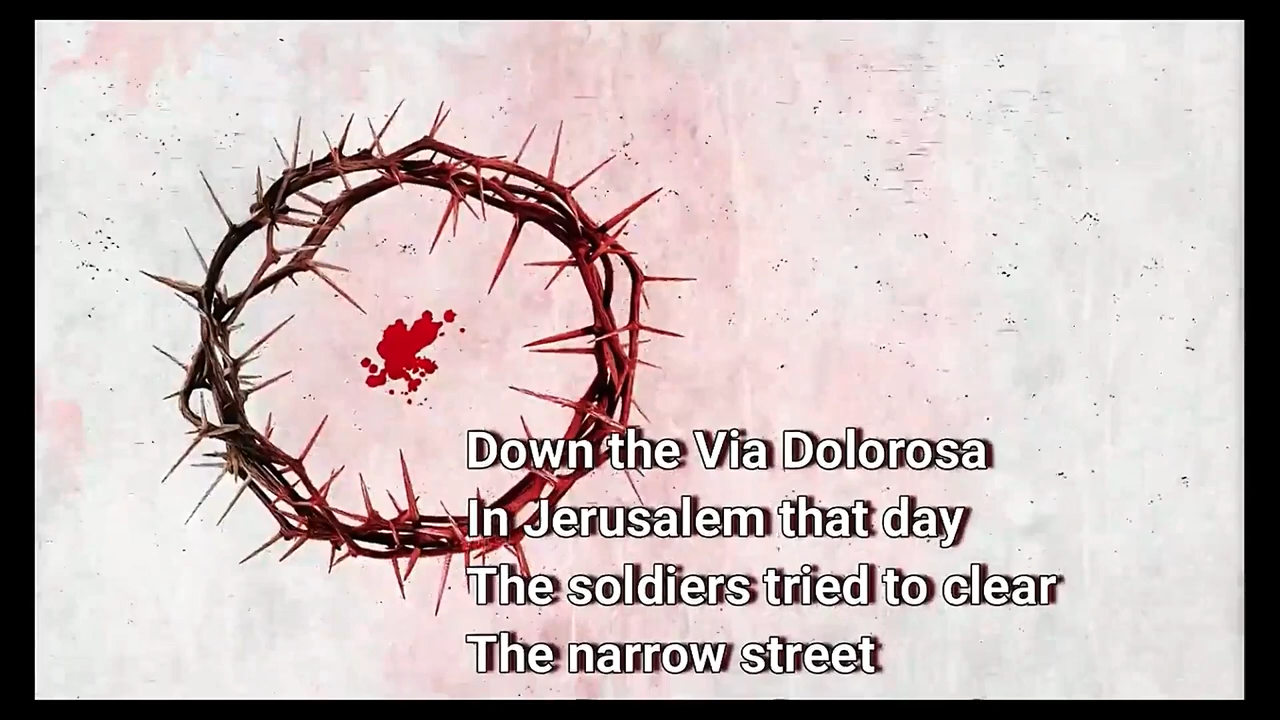 Down the Via Dolorosa
In Jerusalem that day
The soldiers tried to clear
The narrow street